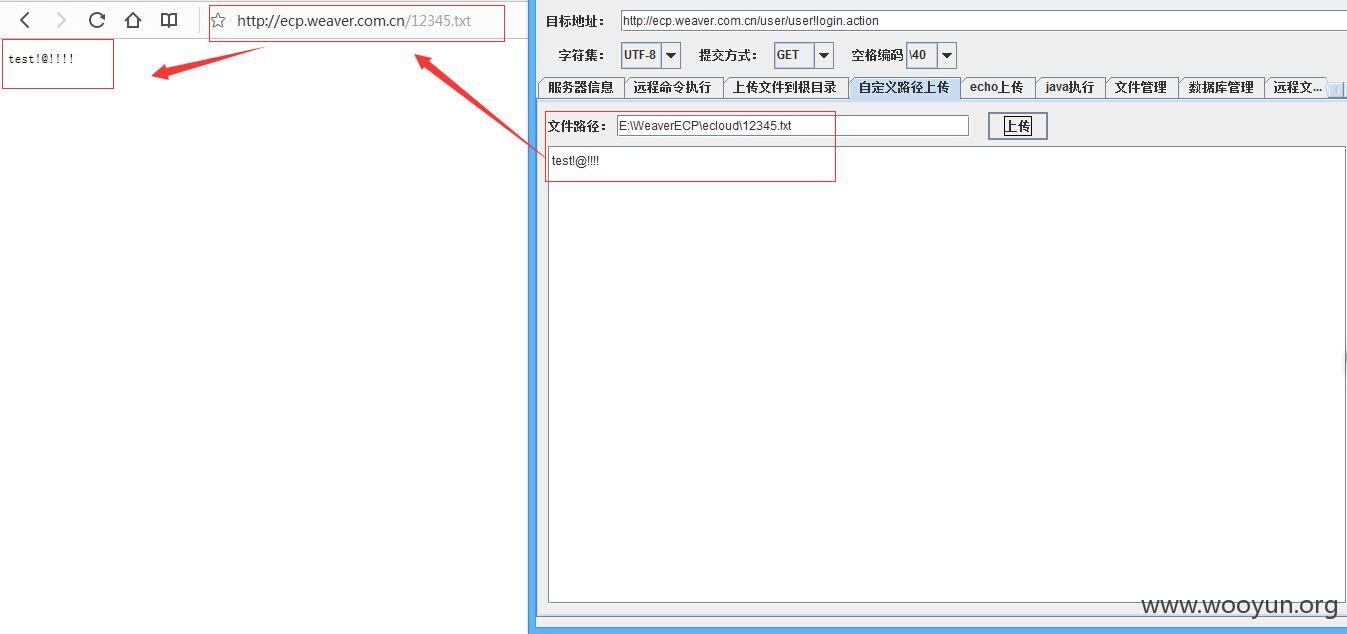 http://ecp.weaver.com.cn/12345.txt
test!@!!!!
目标地址： http://ecp.weaver.com.cn/user/user!login.action
字符集： UTF-8 提交方式： GET 空格编码 \40
服务器信息 远程命令执行 上传文件到根目录 自定义路径上传 echo上传 java执行 文件管理 数据库管理 远程文...
文件路径： E:\WeaverECP\ecloud\12345.txt 上传
test!@!!!!
www.wooyun.org